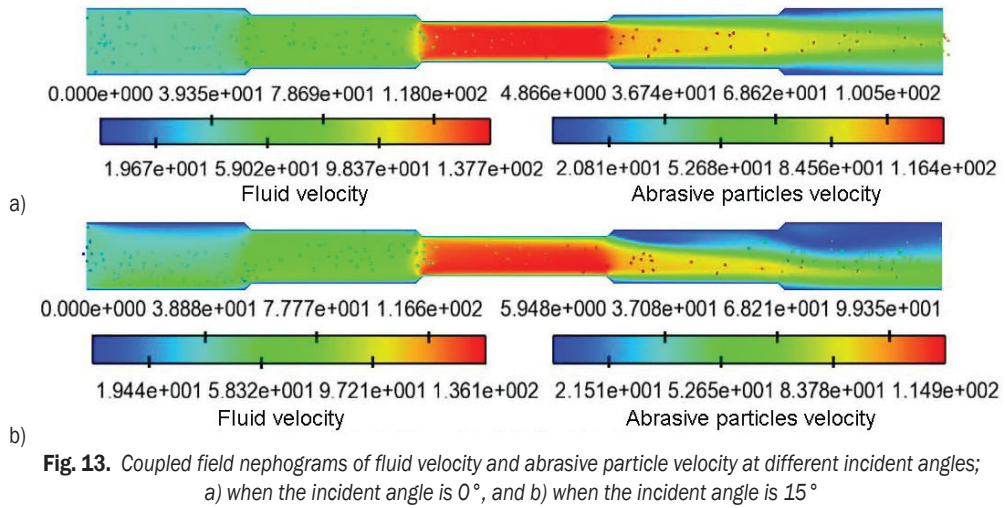 0.000e+000 3.935e+001 7.869e+001 1.180e+002 4.866e+000 3.674e+001 6.862e+001 1.005e+002
1.967e+001 5.902e+001 9.837e+001 1.377e+002 2.081e+001 5.268e+001 8.456e+001 1.164e+002
Fluid velocity Abrasive particles velocity
a)
0.000e+000 3.888e+001 7.777e+001 1.166e+002 5.948e+000 3.708e+001 6.821e+001 9.935e+001
1.944e+001 5.832e+001 9.721e+001 1.361e+002 2.151e+001 5.265e+001 8.378e+001 1.149e+002
Fluid velocity Abrasive particles velocity
b)
Fig. 13. Coupled field nephograms of fluid velocity and abrasive particle velocity at different incident angles;
a) when the incident angle is 0°, and b) when the incident angle is 15°